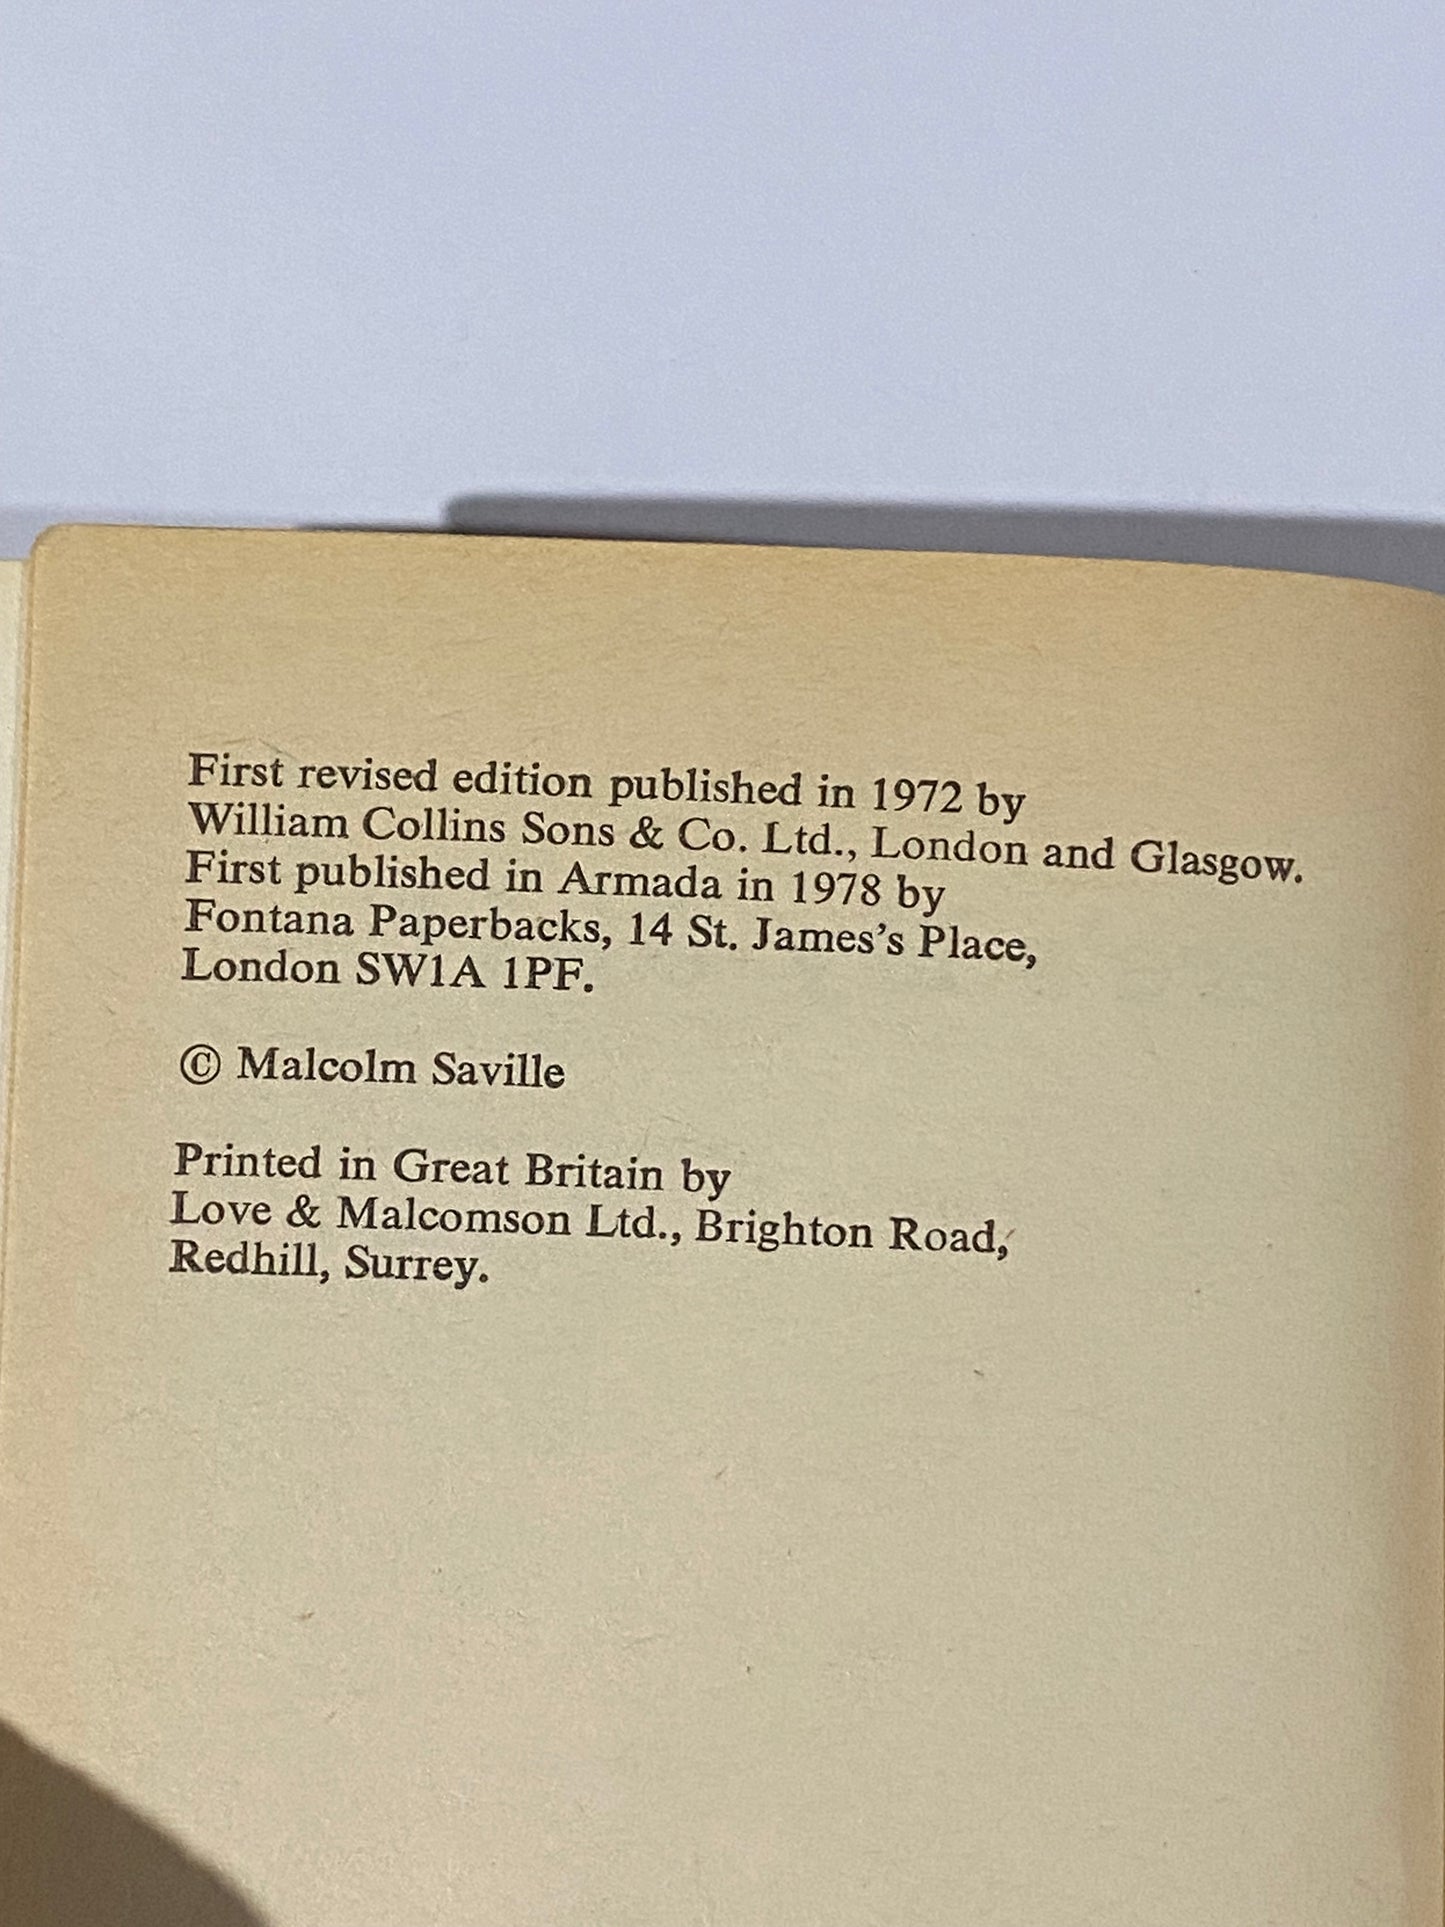 First revised edition published in 1972 by
William Collins Sons & Co. Ltd., London and Glasgow.
First published in Armada in 1978 by
Fontana Paperbacks, 14 St. James's Place,
London SW1A 1PF.
© Malcolm Saville
Printed in Great Britain by
Love & Malcomson Ltd., Brighton Road,
Redhill, Surrey.